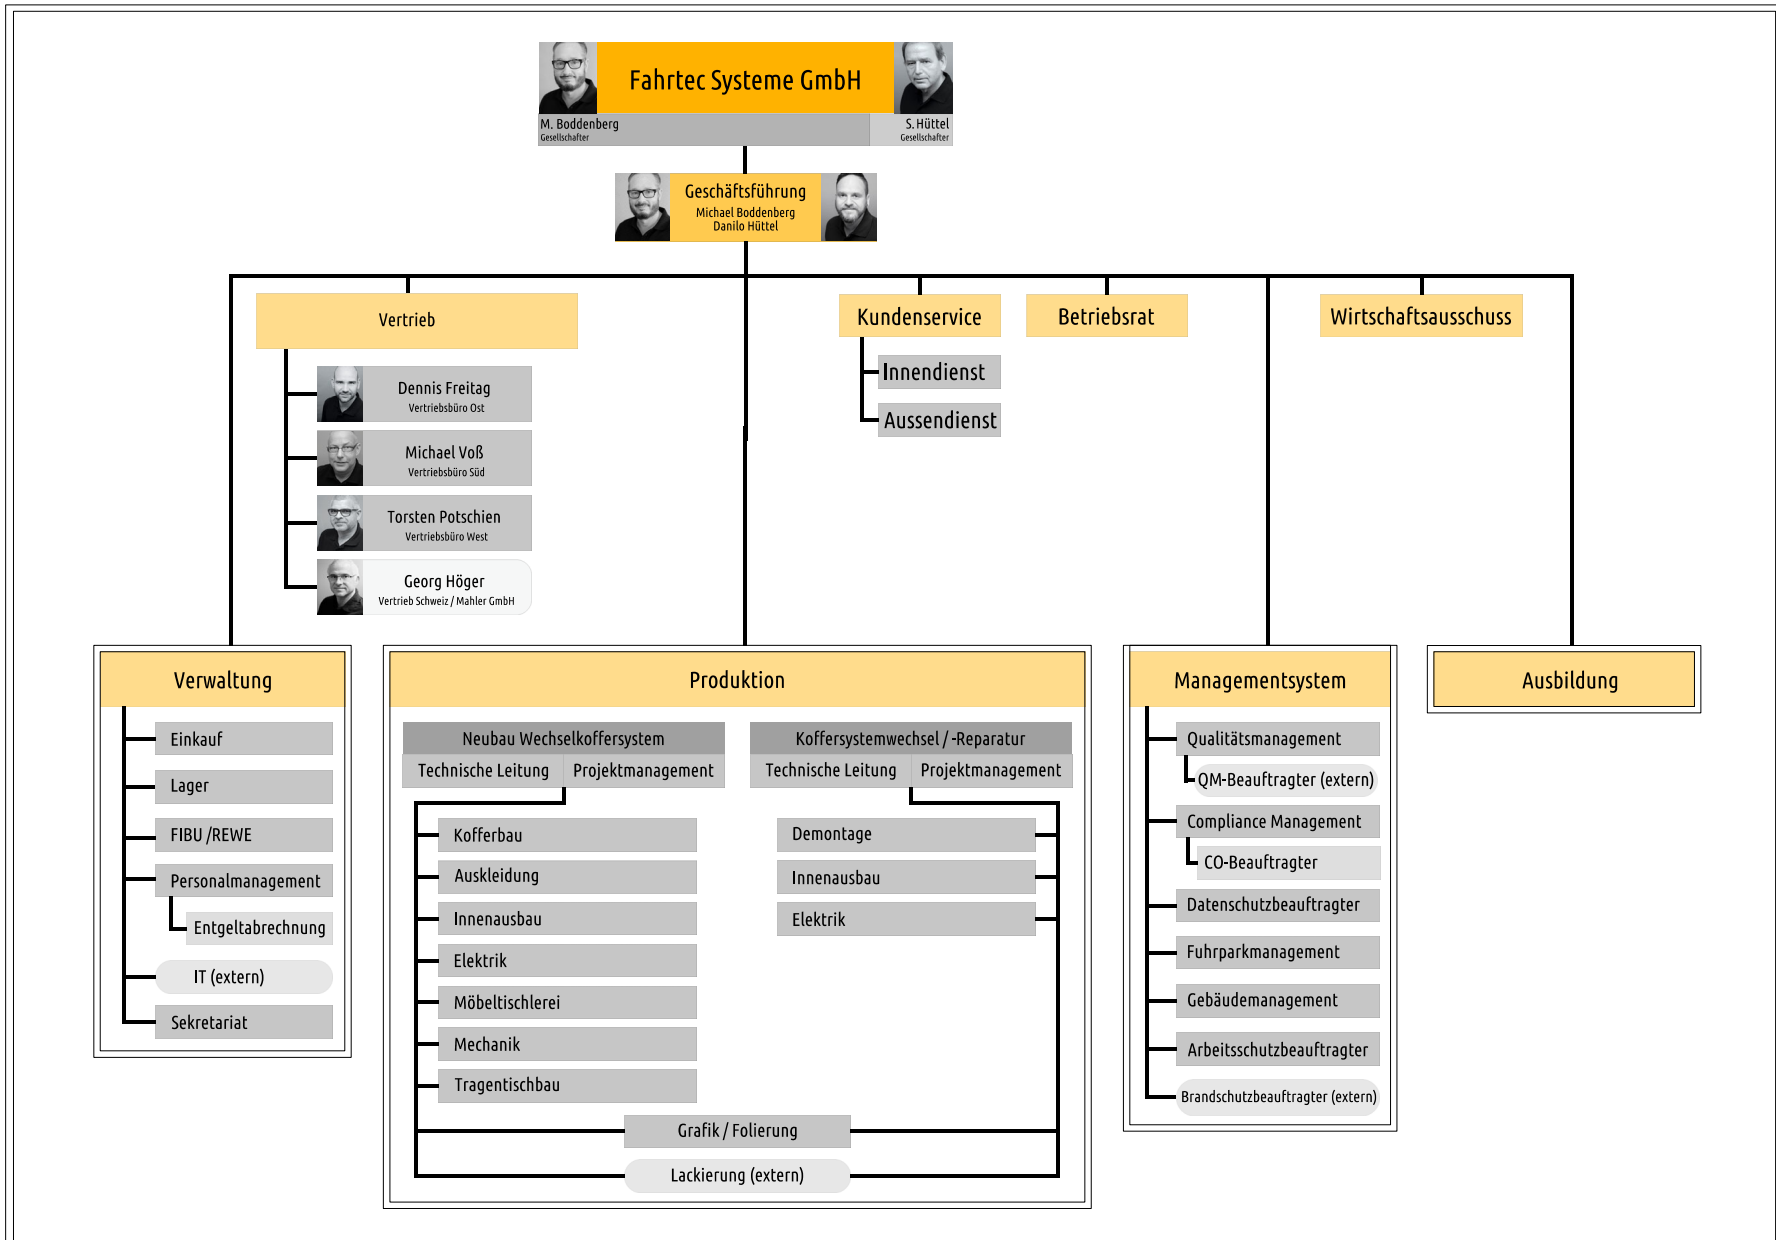 Fahrtec Systeme GmbH
M. Boddenberg
Gesellschafter
S. Hüttel
Gesellschafter
Geschäftsführung
Michael Boddenberg
Danilo Hüttel
Vertrieb
Dennis Freitag
Vertriebsbüro Ost
Michael Voß
Vertriebsbüro Süd
Torsten Potschien
Vertriebsbüro West
Georg Höger
Vertrieb Schweiz / Mahler GmbH
Kundenservice
Innendienst
Aussendienst
Betriebsrat
Wirtschaftsausschuss
Verwaltung
Einkauf
Lager
FIBU /REWE
Personalmanagement
Entgeltabrechnung
IT (extern)
Sekretariat
Produktion
Neubau Wechselkoffersystem
Technische Leitung
Projektmanagement
Kofferbau
Auskleidung
Innenausbau
Elektrik
Möbeltischlerei
Mechanik
Tragentischbau
Koffersystemwechsel / -Reparatur
Technische Leitung
Projektmanagement
Demontage
Innenausbau
Elektrik
Grafik / Folierung
Lackierung (extern)
Managementsystem
Qualitätsmanagement
QM-Beauftragter (extern)
Compliance Management
CO-Beauftragter
Datenschutzbeauftragter
Fuhrparkmanagement
Gebäudemanagement
Arbeitsschutzbeauftragter
Brandschutzbeauftragter (extern)
Ausbildung